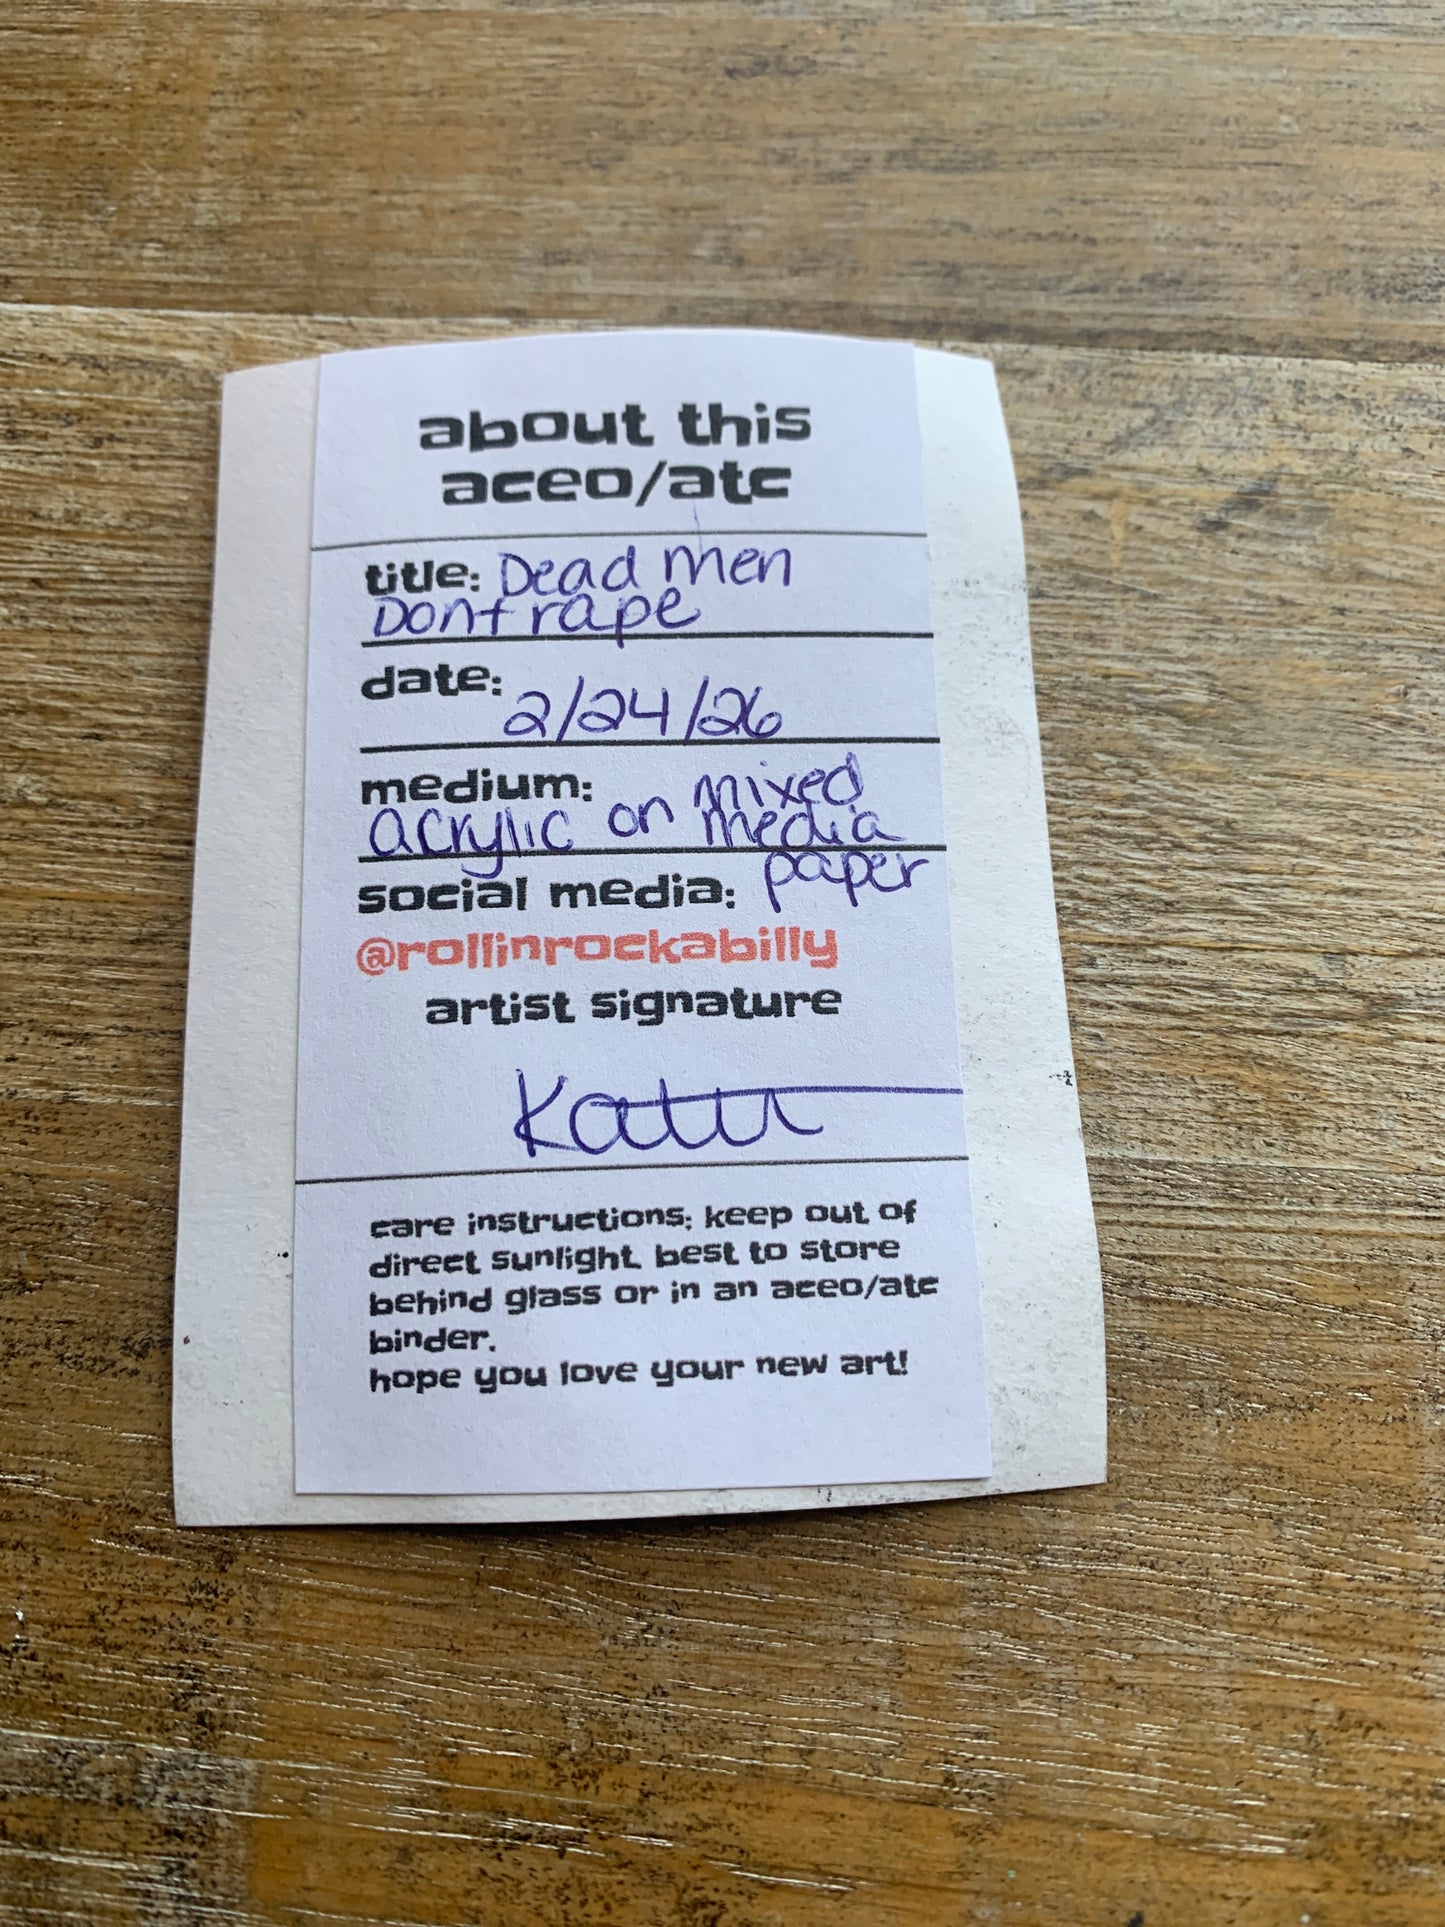 about this
aceo/atc
title: Dead men
Dont rape
date: 2/24/26
medium: mixed
acrylic on media
paper
social media:
@rollinrockabilly
artist signature
care instructions: keep out of
direct sunlight. best to store
behind glass or in an aceo/atc
binder.
hope you love your new art!